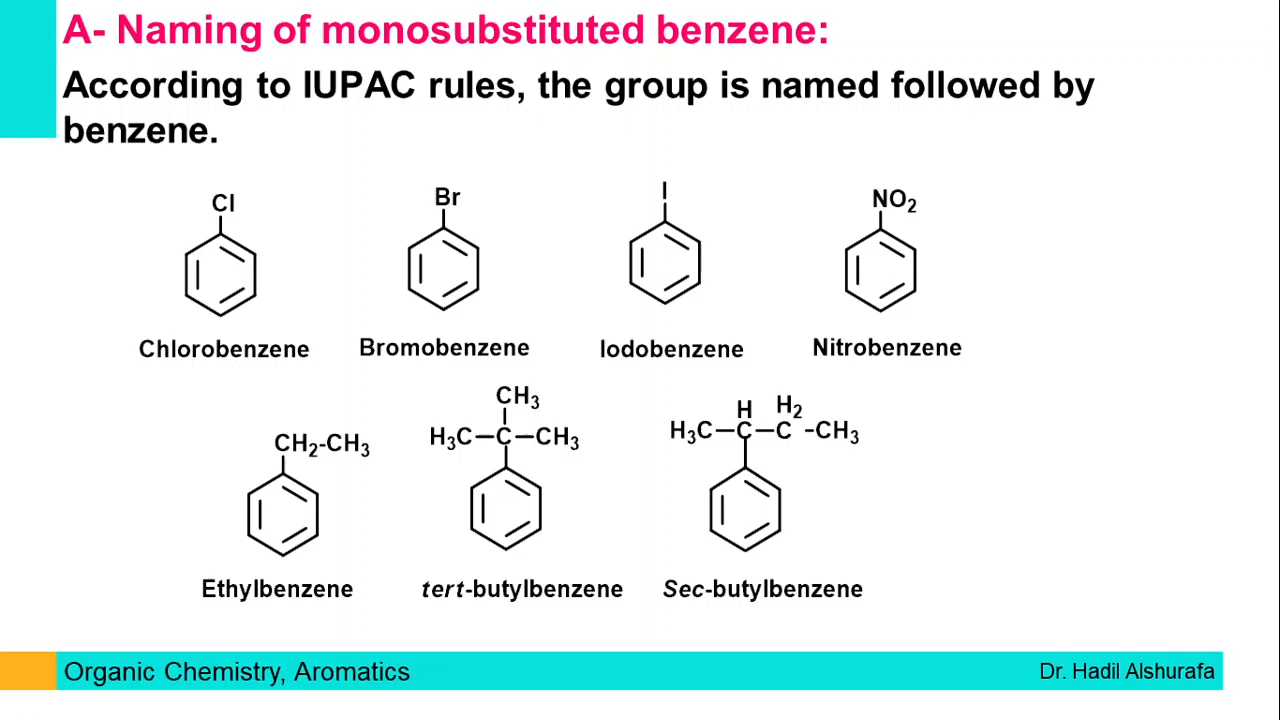 A- Naming of monosubstituted benzene:
According to IUPAC rules, the group is named followed by
benzene.
Cl
Br
I
NO2
Chlorobenzene
Bromobenzene
Iodobenzene
Nitrobenzene
CH2-CH3
CH3
H3C-C-CH3
H H2
H3C-C-C-CH3
Ethylbenzene
tert-butylbenzene
Sec-butylbenzene
Organic Chemistry, Aromatics
Dr. Hadil Alshurafa